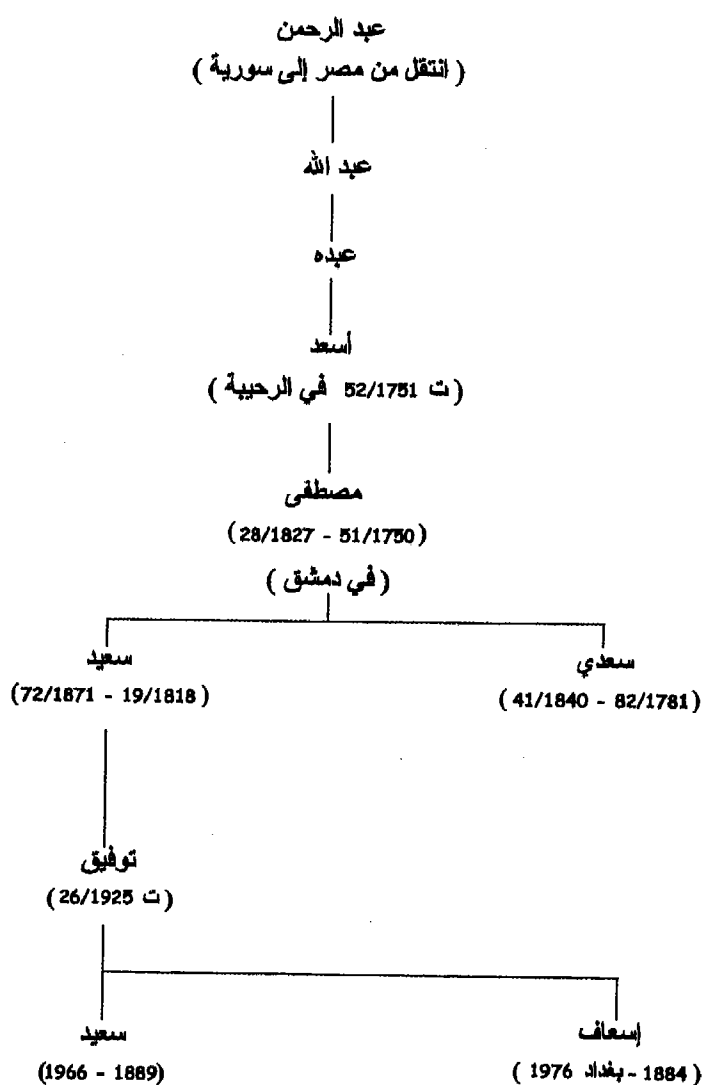 عبد الرحمن
( انتقل من مصر إلى سورية )
عبد الله
عبده
أسعد
( ت 52/1751 في الرحيبة )
مصطفى
(51/1750 - 28/1827)
( في دمشق )
سعدي
سعيد
(82/1781 - 41/1840 )
( 19/1818 - 72/1871)
توفيق
( ت 26/1925)
إسعاف
سعيد
(1884 - بغداد 1976 )
(1889 - 1966)